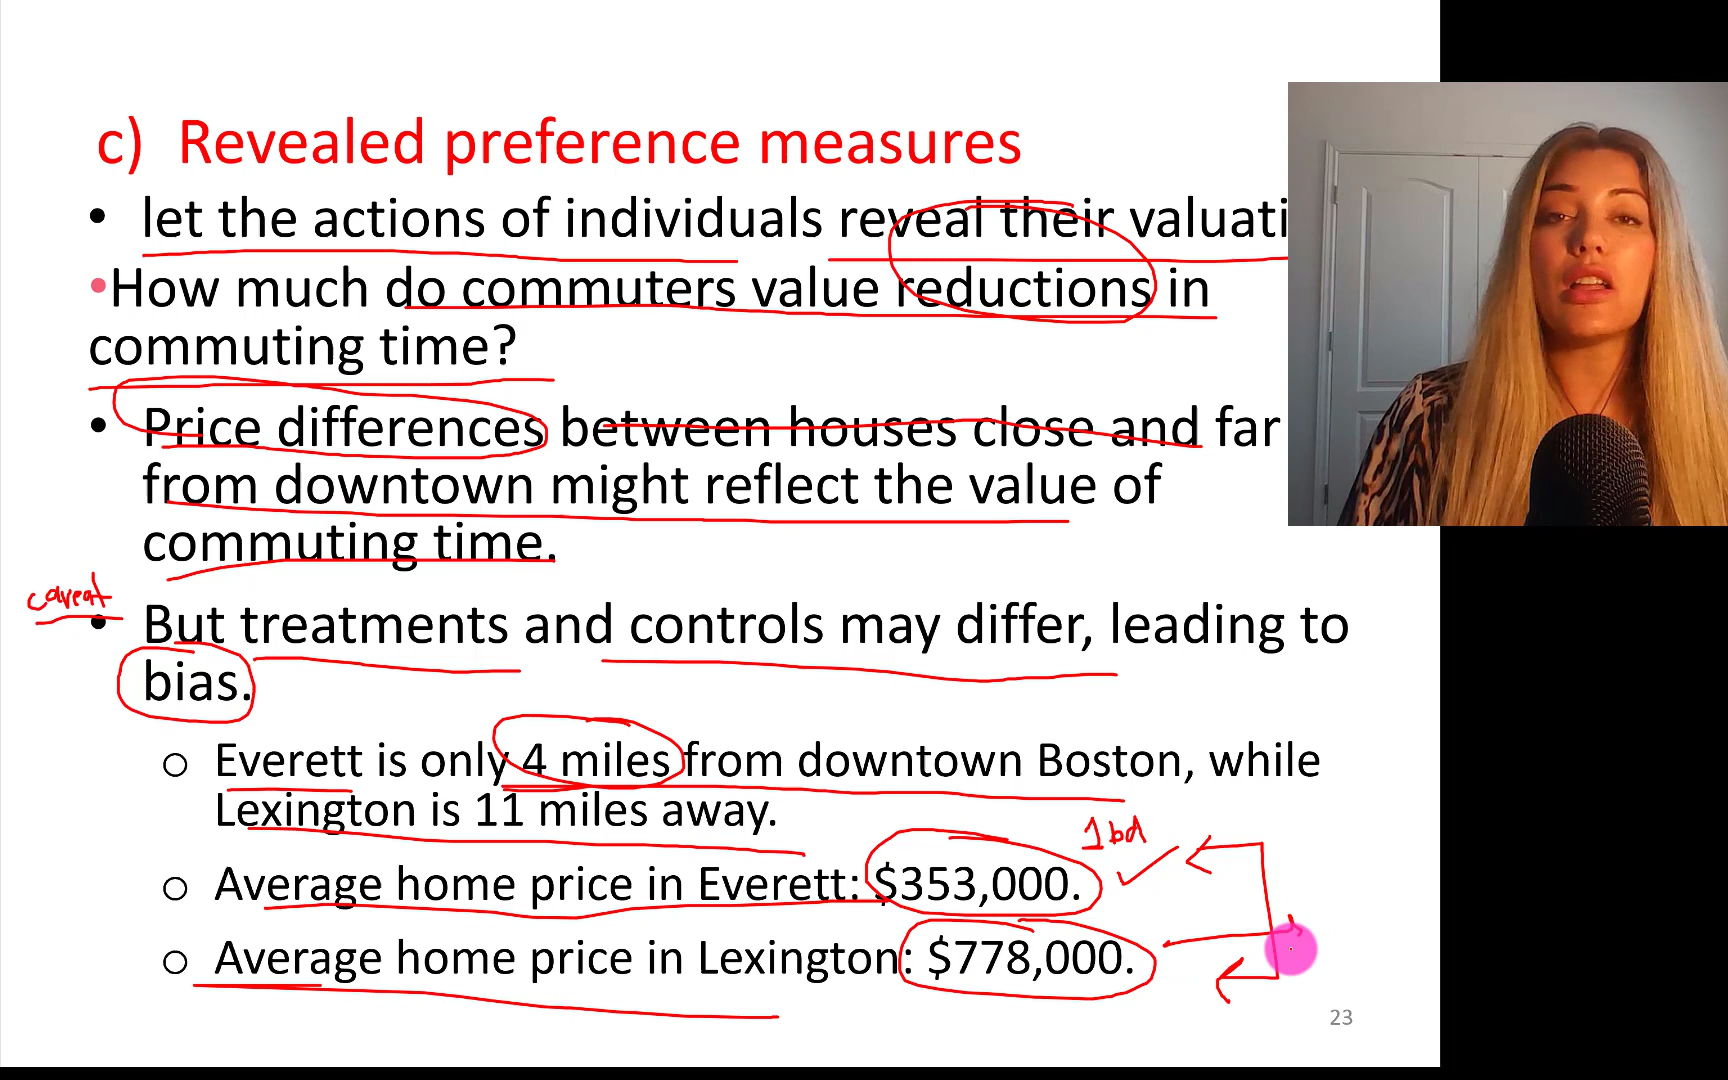 c) Revealed preference measures
• let the actions of individuals reveal their valuati
•How much do commuters value reductions in
commuting time?
• Price differences between houses close and far
from downtown might reflect the value of
commuting time.
caveat
• But treatments and controls may differ, leading to
bias.
o Everett is only 4 miles from downtown Boston, while
Lexington is 11 miles away.
1bd
o Average home price in Everett: $353,000.
o Average home price in Lexington: $778,000.
23